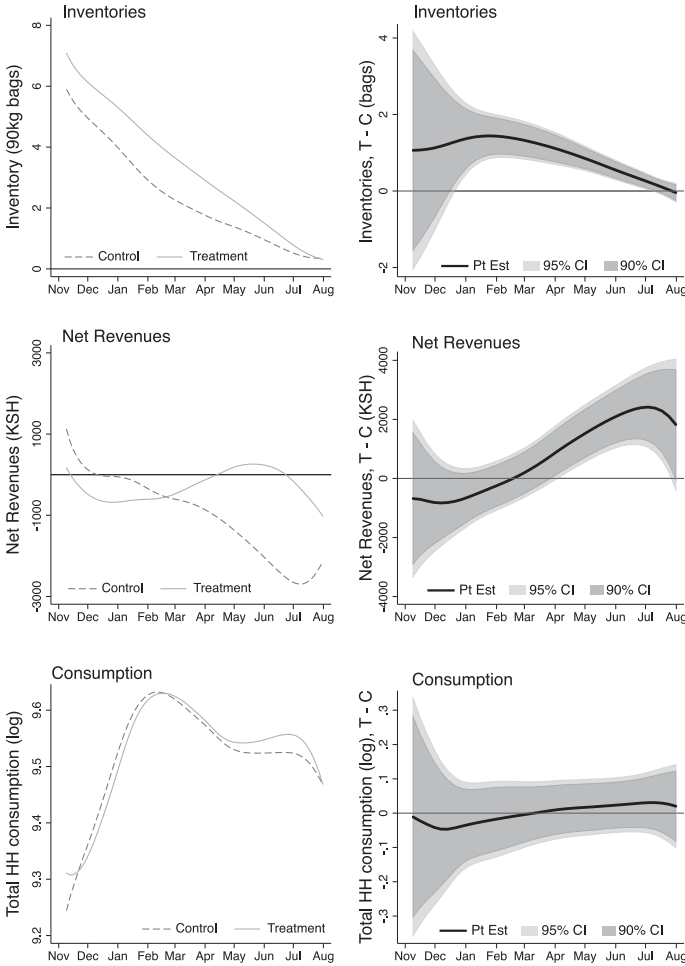 Inventories
Inventory (90kg bags)
8
6
4
2
0
Control Treatment
Nov Dec Jan Feb Mar Apr May Jun Jul Aug
Inventories
Inventories, T - C (bags)
4
2
0
-2
Pt Est 95% CI 90% CI
Nov Dec Jan Feb Mar Apr May Jun Jul Aug
Net Revenues
Net Revenues (KSH)
3000
1000
-1000
-3000
Control Treatment
Nov Dec Jan Feb Mar Apr May Jun Jul Aug
Net Revenues
Net Revenues, T - C (KSH)
4000
2000
0
-2000
-4000
Pt Est 95% CI 90% CI
Nov Dec Jan Feb Mar Apr May Jun Jul Aug
Consumption
Total HH consumption (log)
9.6
9.5
9.4
9.3
9.2
Control Treatment
Nov Dec Jan Feb Mar Apr May Jun Jul Aug
Consumption
Total HH consumption (log), T - C
.3
.2
.1
0
-.1
-.2
-.3
Pt Est 95% CI 90% CI
Nov Dec Jan Feb Mar Apr May Jun Jul Aug